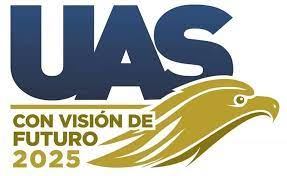 UAS
CON VISIÓN DE
FUTURO
2025